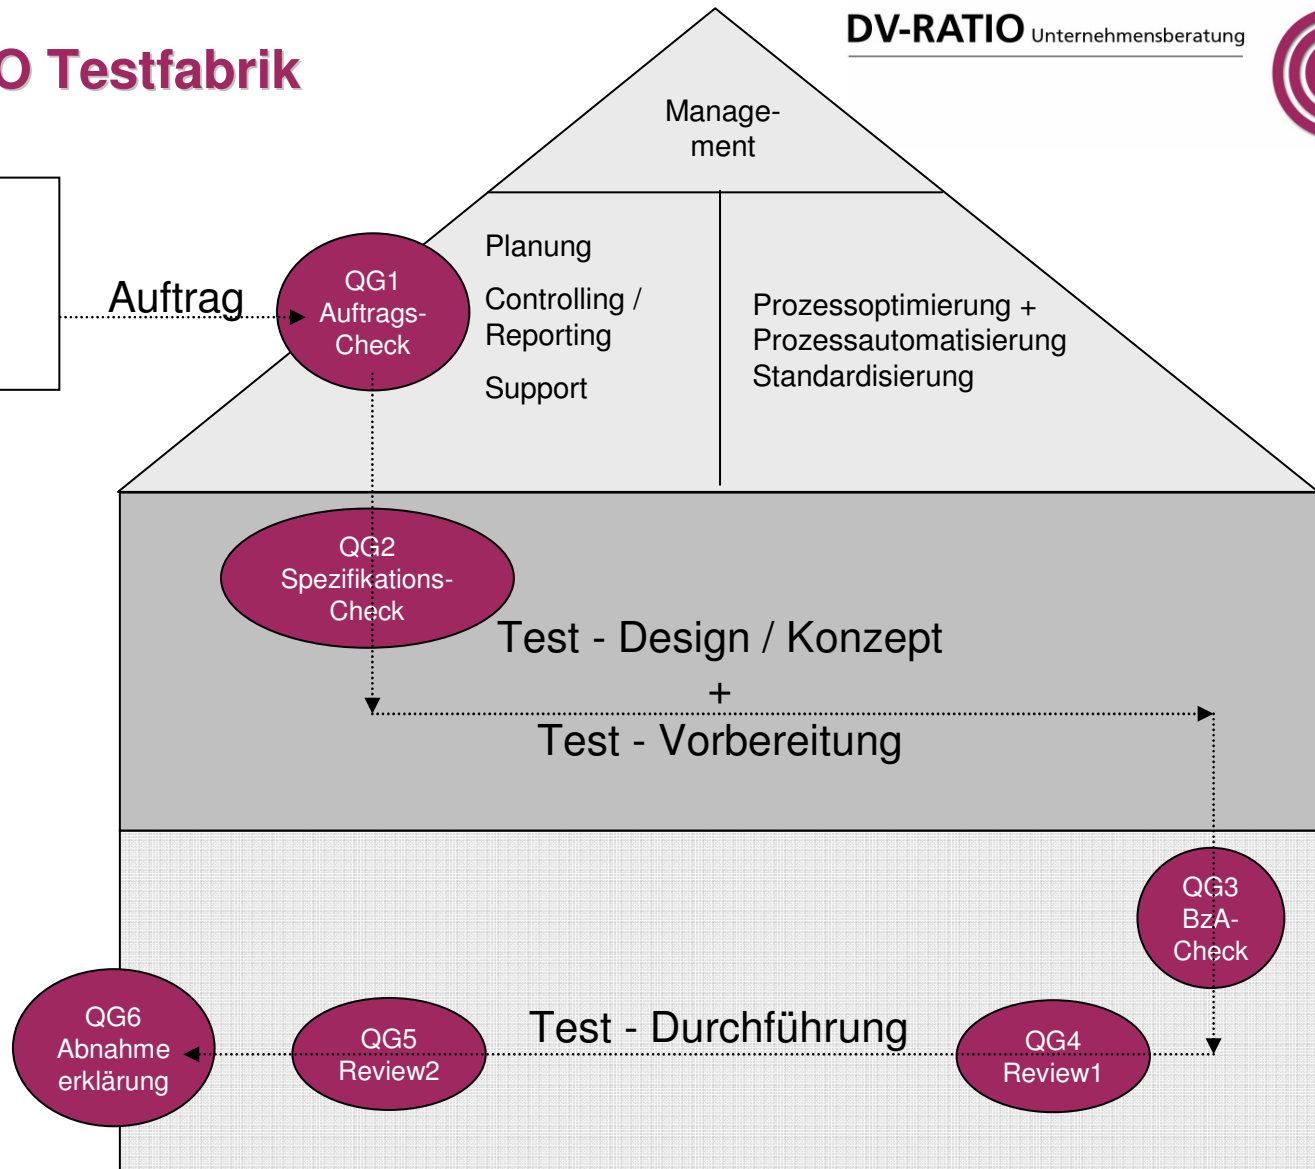 DV-RATIO Unternehmensberatung
O Testfabrik
Manage-
ment
Auftrag
QG1
Auftrags-
Check
Planung
Controlling /
Reporting
Support
Prozessoptimierung +
Prozessautomatisierung
Standardisierung
QG2
Spezifikations-
Check
Test - Design / Konzept
+
Test - Vorbereitung
QG3
BzA-
Check
QG6
Abnahme
erklärung
QG5
Review2
Test - Durchführung
QG4
Review1